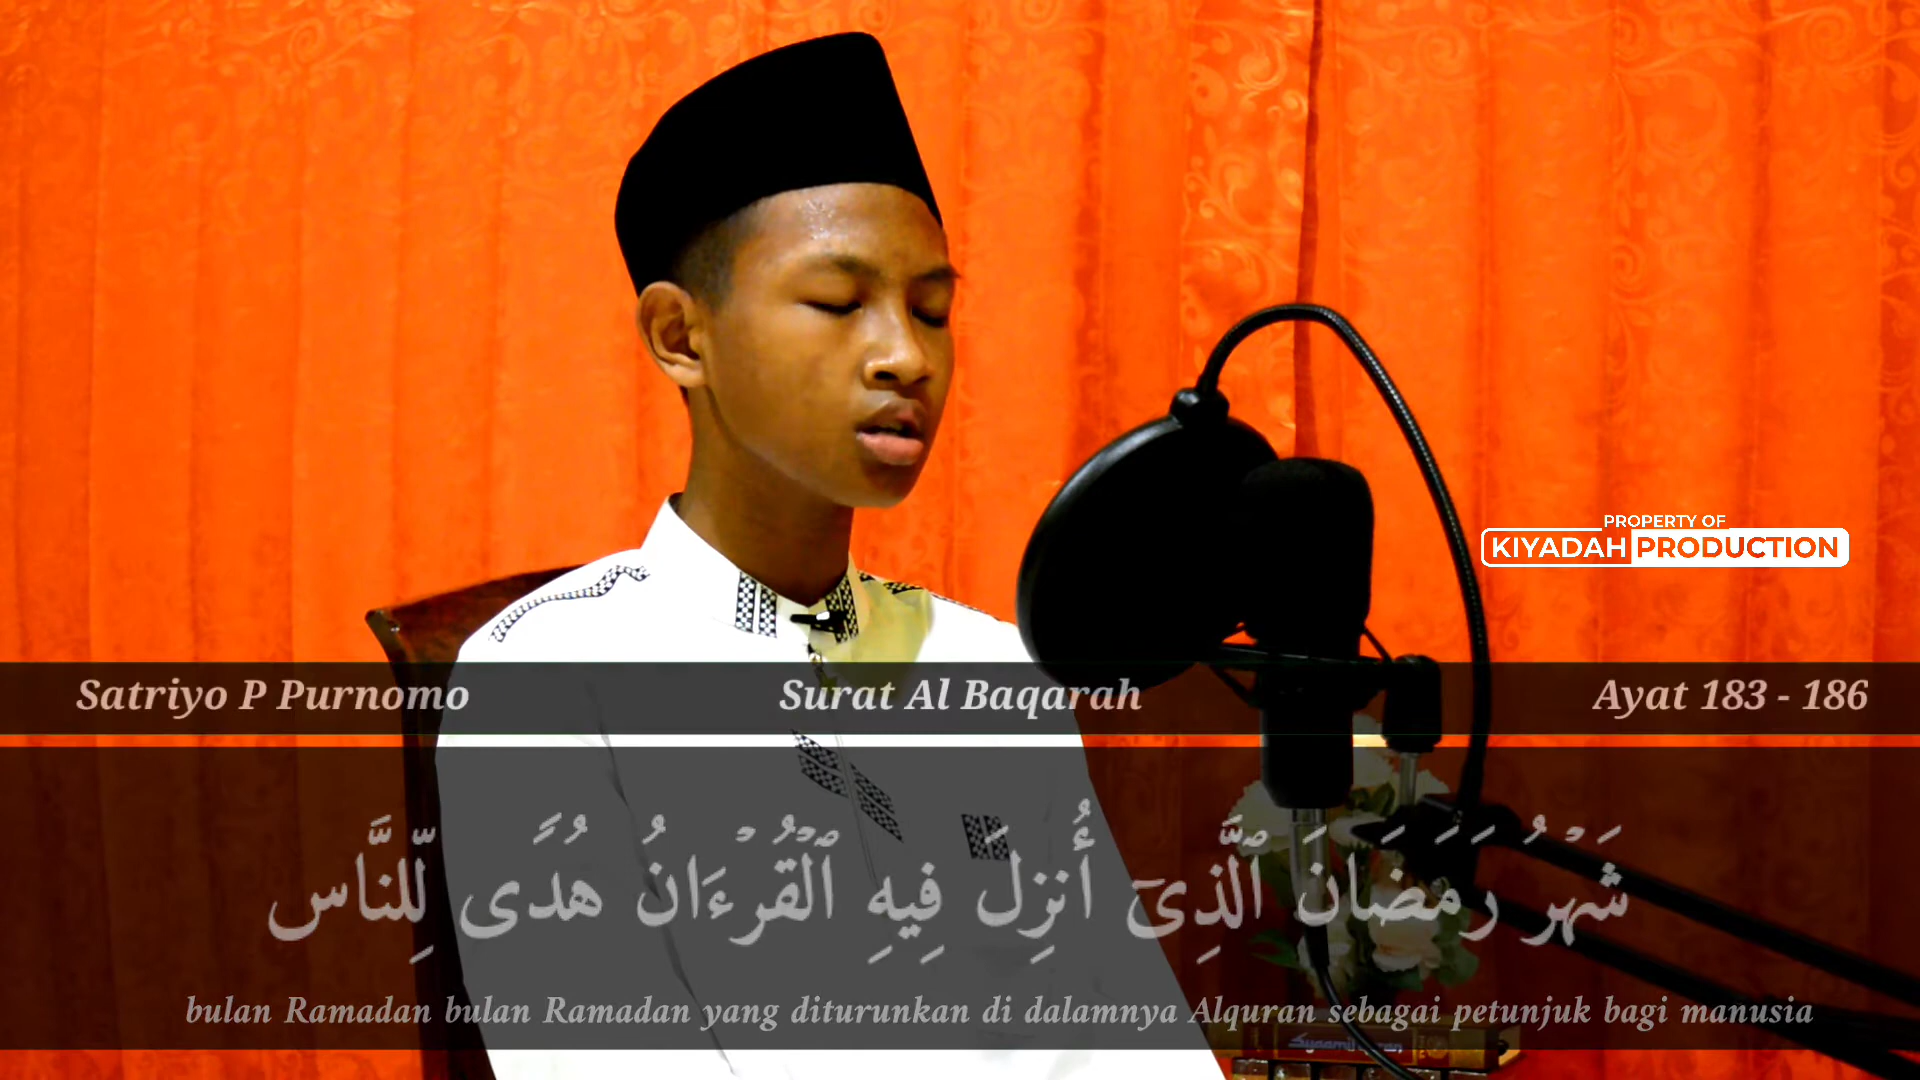 PROPERTY OF
KIYADAH PRODUCTION
Satriyo P Purnomo
Surat Al Baqarah
Ayat 183 - 186
شَهْرُ رَمَضَانَ ٱلَّذِىٓ أُنزِلَ فِيهِ ٱلْقُرْءَانُ هُدًى لِّلنَّاسِ
bulan Ramadan bulan Ramadan yang diturunkan di dalamnya Alquran sebagai petunjuk bagi manusia